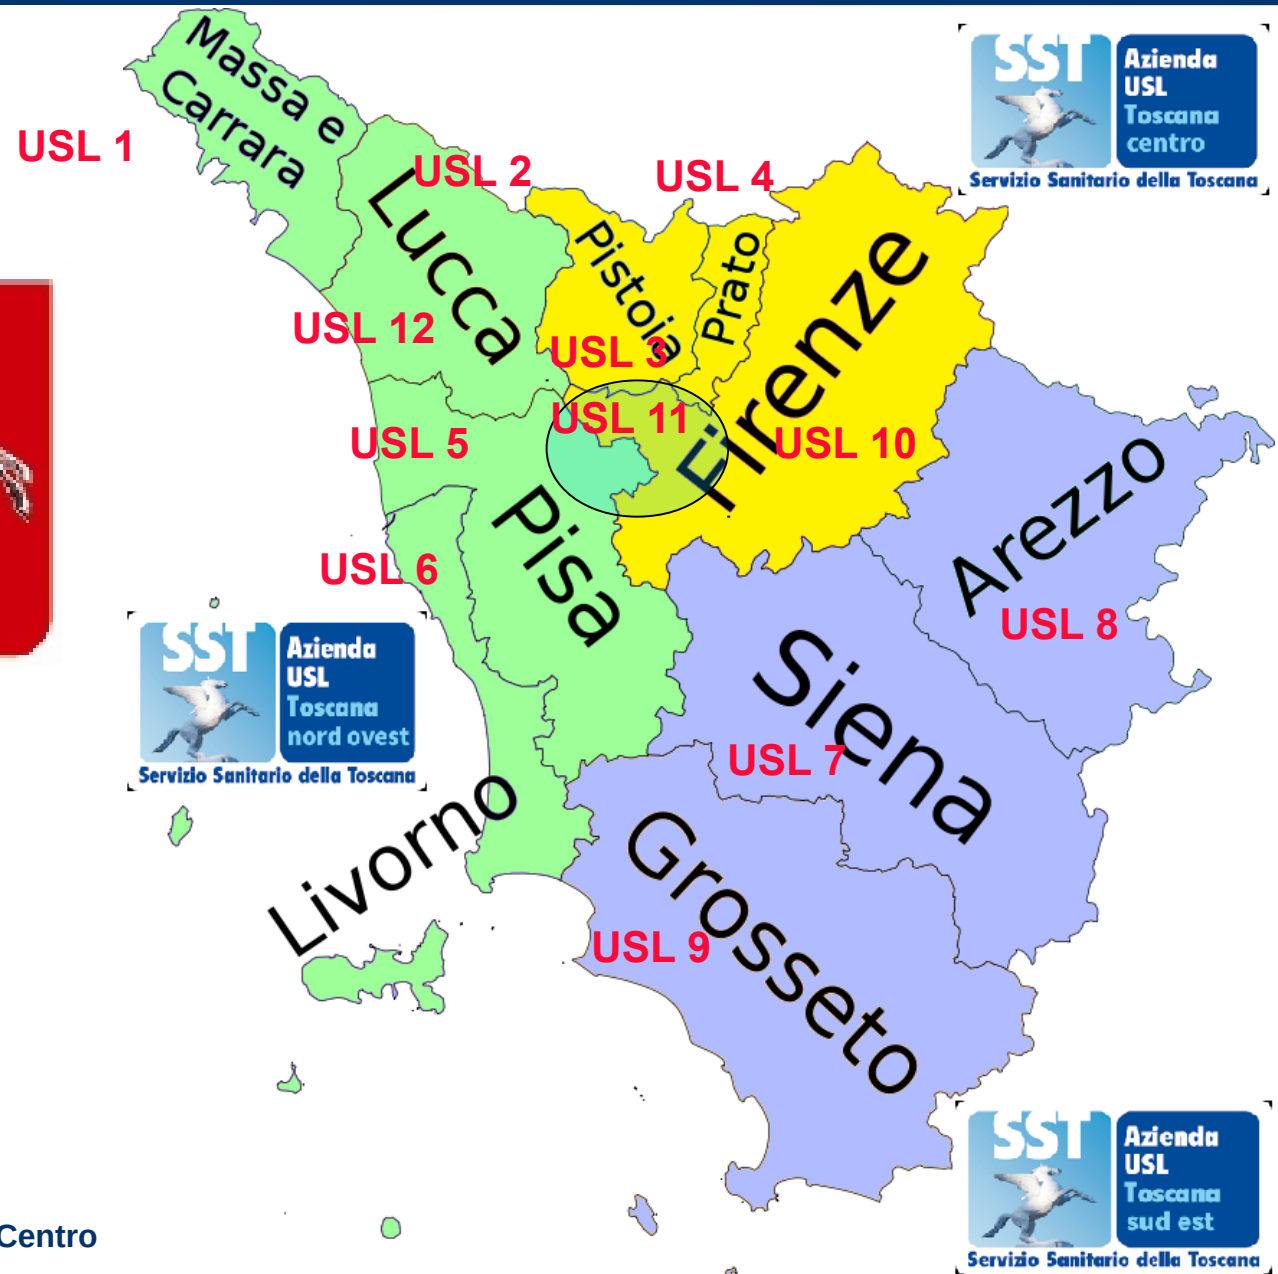 Massa e
Carrara
USL 1
USL 2
USL 4
SST
Azienda
USL
Toscana
centro
Servizio Sanitario della Toscana
Lucca
Pistoia
Prato
Firenze
USL 12
USL 3
USL 11
USL 5
USL 10
Pisa
Arezzo
USL 6
USL 8
SST
Azienda
USL
Toscana
nord ovest
Servizio Sanitario della Toscana
Siena
USL 7
Livorno
Grosseto
USL 9
SST
Azienda
USL
Toscana
sud est
Servizio Sanitario della Toscana
Centro